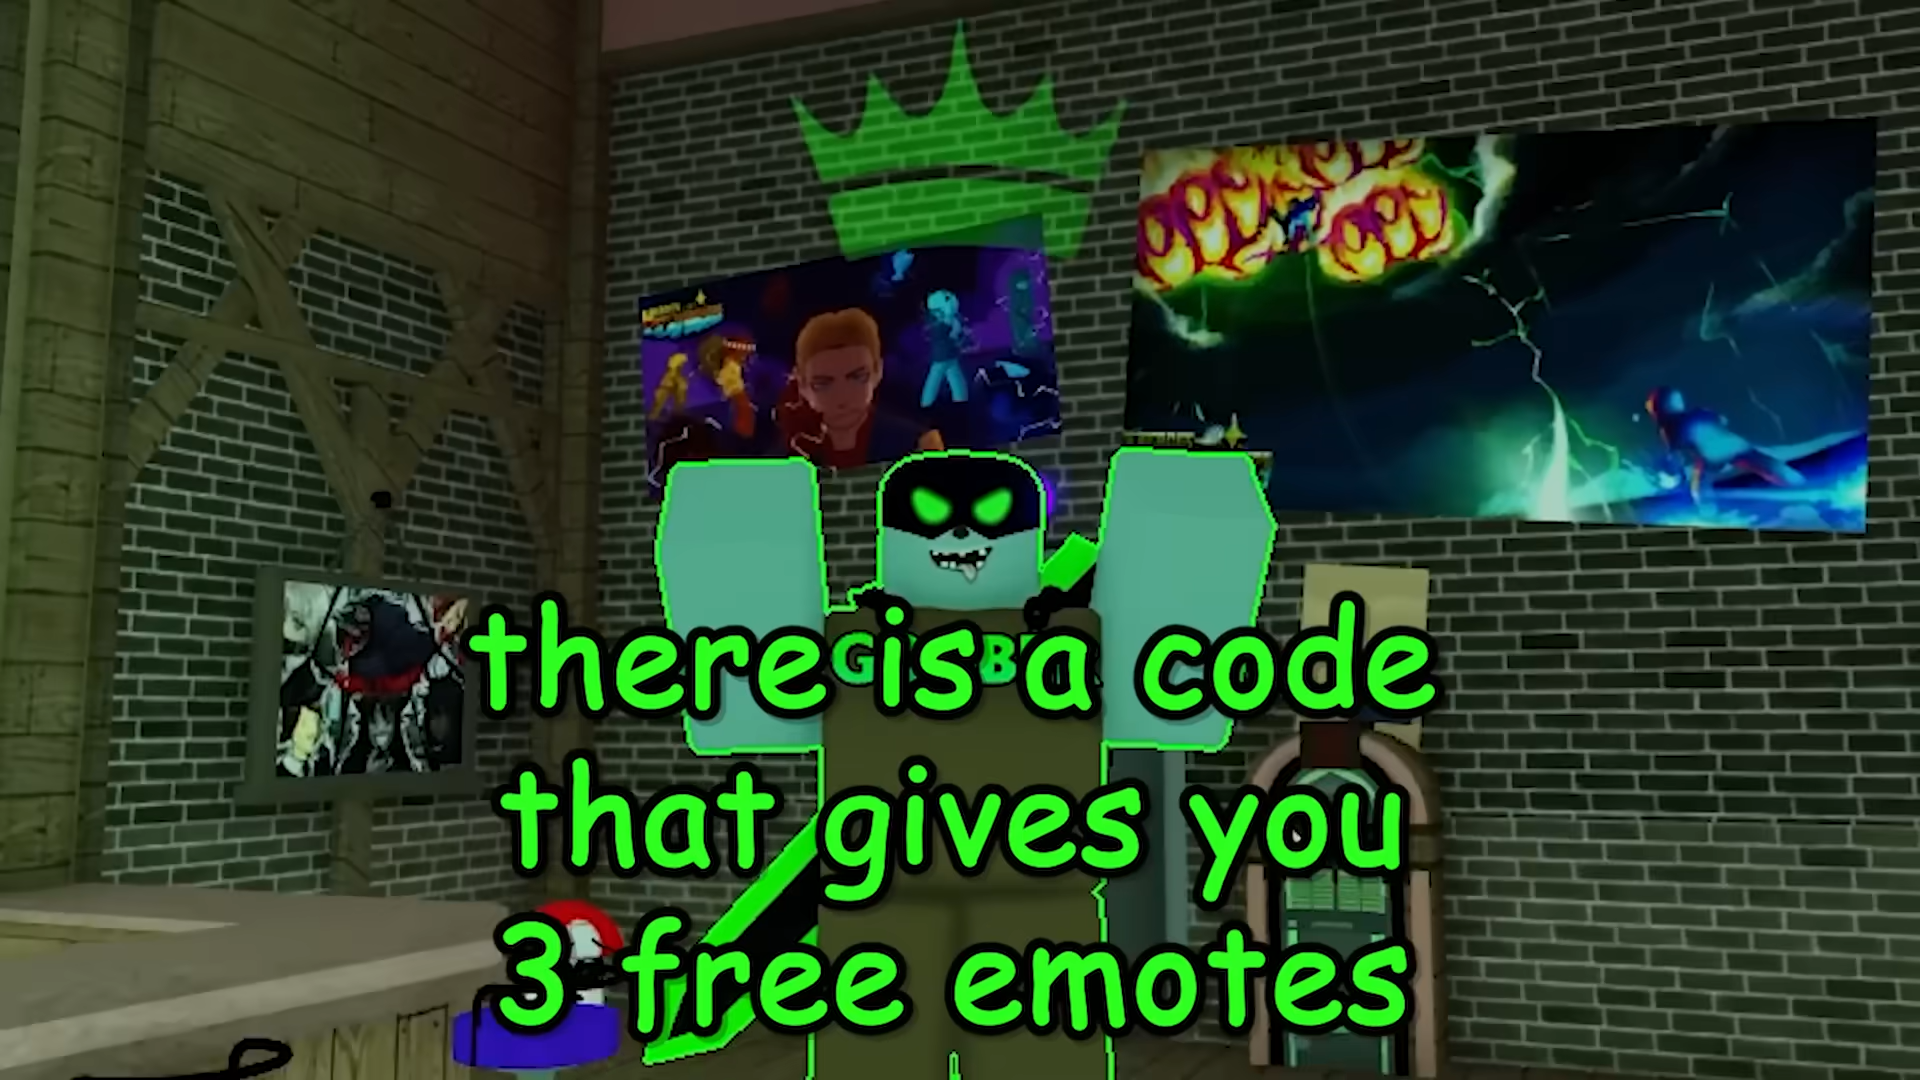 there is a code
that gives you
3 free emotes